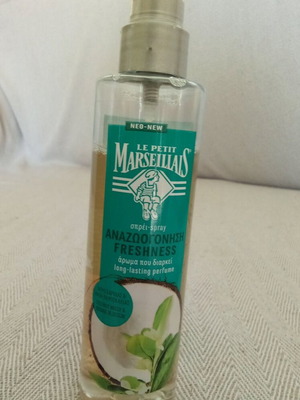 ΝΕΟ-NEW
LE PETIT
MARSEILLAIS
σπρέι-spray
ΑΝΑΖΩΟΓΟΝΗΣΗ
FRESHNESS
άρωμα που διαρκεί
long-lasting perfume